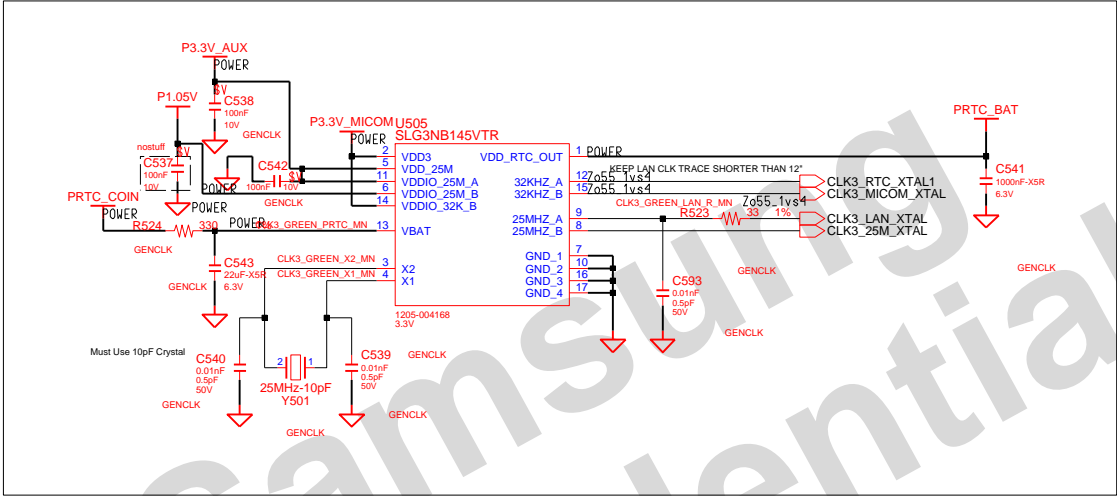 P3.3V_AUX
POWER
$V
C538
100nF
10V
GENCLK
P1.05V
nostuff
$V
C537
100nF
10V
POWER
P3.3V_MICOM
POWER
U505
SLG3NB145VTR
C542
100nF
$V
10V
GENCLK
POWER
2 VDD3
5 VDD_25M
11 VDDIO_25M_A
6 VDDIO_25M_B
14 VDDIO_32K_B
13 VBAT
3 X2
4 X1
VDD_RTC_OUT 1 POWER
KEEP LAN CLK TRACE SHORTER THAN 12"
32KHZ_A 12 Zo55_1vs4
32KHZ_B 15 Zo55_1vs4
CLK3_RTC_XTAL1
CLK3_MICOM_XTAL
CLK3_GREEN_LAN_R_MN
Zo55_1vs4
25MHZ_A 9
25MHZ_B 8
R523 33 1%
CLK3_LAN_XTAL
CLK3_25M_XTAL
GENCLK
GND_1 7
GND_2 10
GND_3 16
GND_4 17
C593
0.01nF
0.5pF
50V
GENCLK
PRTC_BAT
C541
1000nF-X5R
6.3V
GENCLK
PRTC_COIN
POWER
R524 330
GENCLK
POWER
CLK3_GREEN_PRTC_MN
C543
22uF-X5R
6.3V
GENCLK
CLK3_GREEN_X2_MN
CLK3_GREEN_X1_MN
1205-004168
3.3V
GENCLK
Must Use 10pF Crystal
C540
0.01nF
0.5pF
50V
GENCLK
2 1
25MHz-10pF
Y501
GENCLK
C539
0.01nF
0.5pF
50V
GENCLK
GENCLK
Samsung